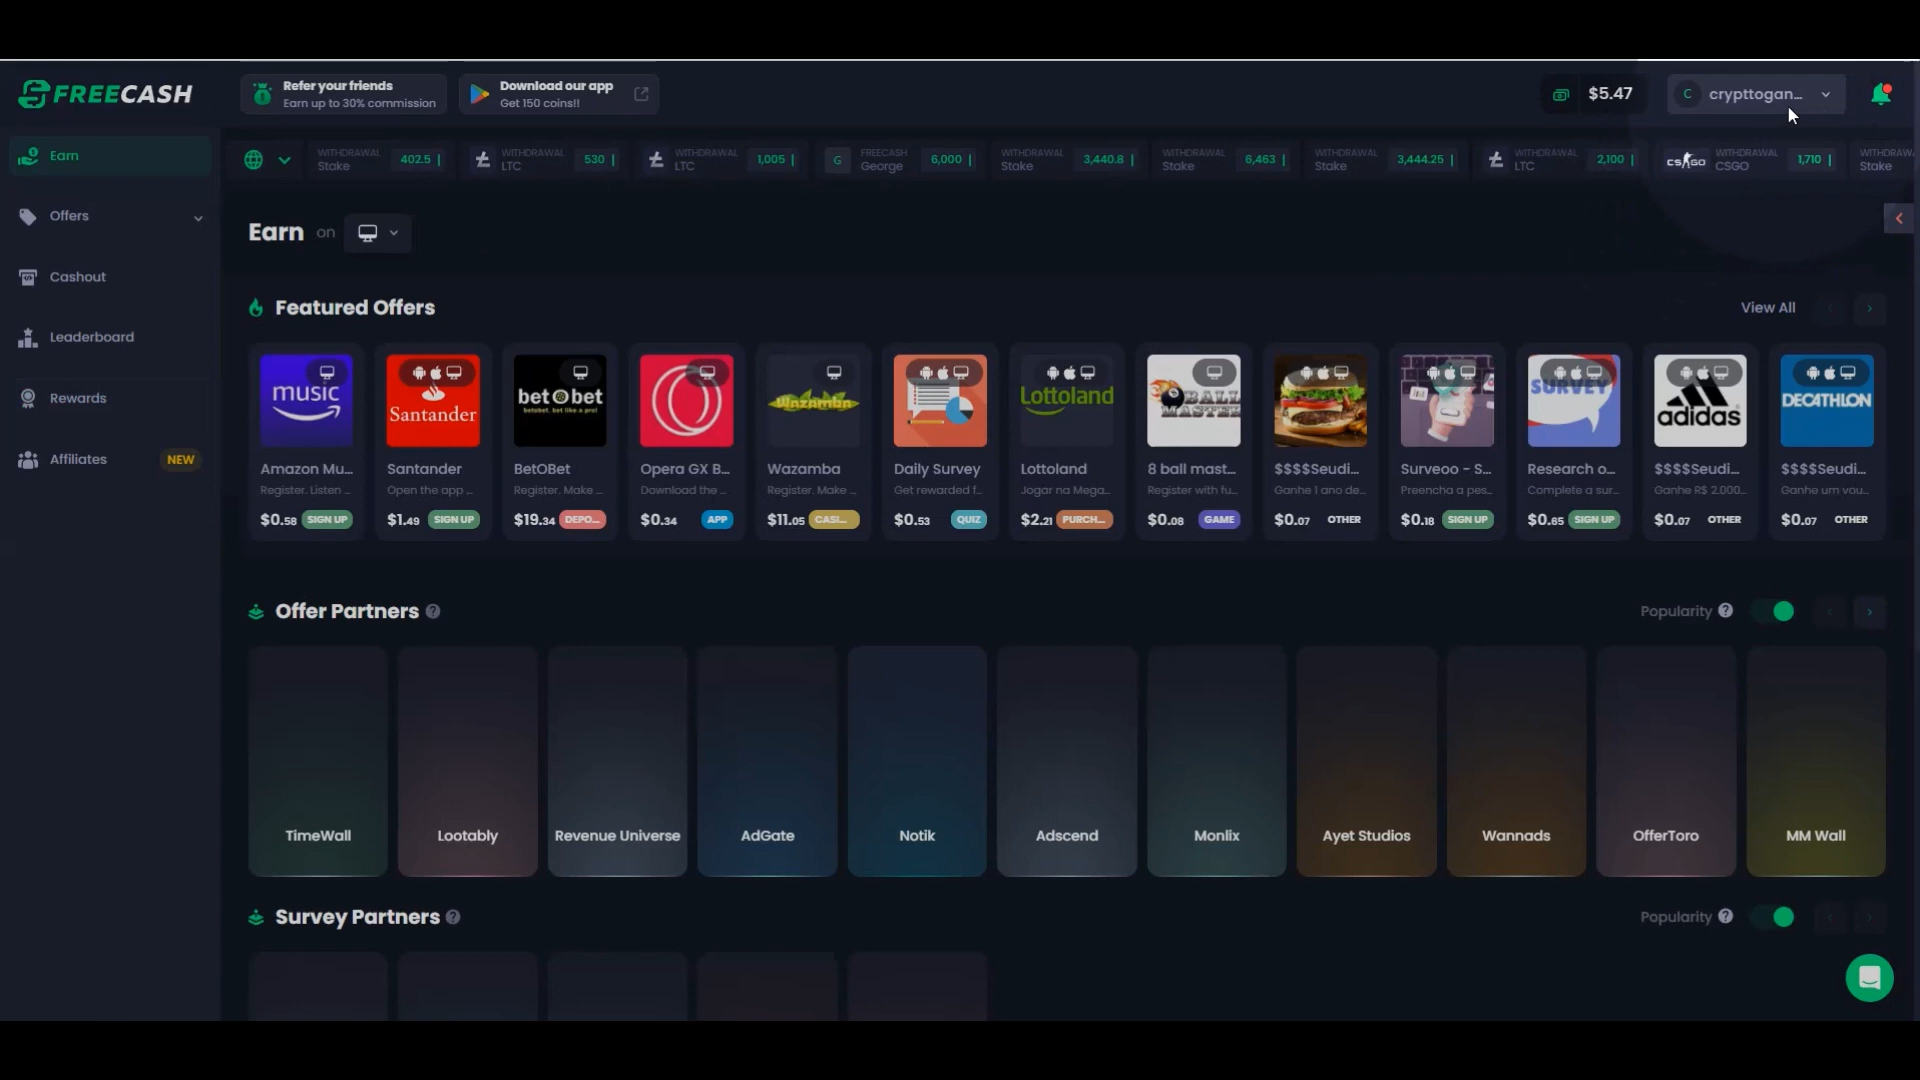 FREECASH
Refer your friends
Earn up to 30% commission
Download our app
Get 150 coins!!
$5.47
C
crypttogan...
Earn
Offers
Cashout
Leaderboard
Rewards
Affiliates
NEW
WITHDRAWAL
Stake
402.5
WITHDRAWAL
LTC
530
WITHDRAWAL
LTC
1,005
G
FREECASH
George
6,000
WITHDRAWAL
Stake
3,440.8
WITHDRAWAL
Stake
6,463
WITHDRAWAL
Stake
3,444.25
WITHDRAWAL
LTC
2,100
CS:GO
WITHDRAWAL
CSGO
1,710
WITHDRAW
Stake
Earn on
Featured Offers
View All
music
Amazon Mu...
Register. Listen ...
$0.58 SIGN UP
Santander
Santander
Open the app ...
$1.49 SIGN UP
betobet
betobet, bet like a pro!
BetOBet
Register. Make ...
$19.34 DEPO...
Opera GX B...
Download the ...
$0.34 APP
Wazamba
Wazamba
Register. Make ...
$11.05 CASI...
Daily Survey
Get rewarded f...
$0.53 QUIZ
Lottoland
Lottoland
Jogar na Mega...
$2.21 PURCH...
8 ball mast...
Register with fu...
$0.08 GAME
$$$$Seudi...
Ganhe 1 ano de...
$0.07 OTHER
Surveoo - S...
Preencha a pes...
$0.18 SIGN UP
SURVEY
Research o...
Complete a sur...
$0.65 SIGN UP
adidas
$$$$Seudi...
Ganhe R$ 2.000...
$0.07 OTHER
DECATHLON
$$$$Seudi...
Ganhe um vou...
$0.07 OTHER
Offer Partners
Popularity
TimeWall
Lootably
Revenue Universe
AdGate
Notik
Adscend
Monlix
Ayet Studios
Wannads
OfferToro
MM Wall
Survey Partners
Popularity